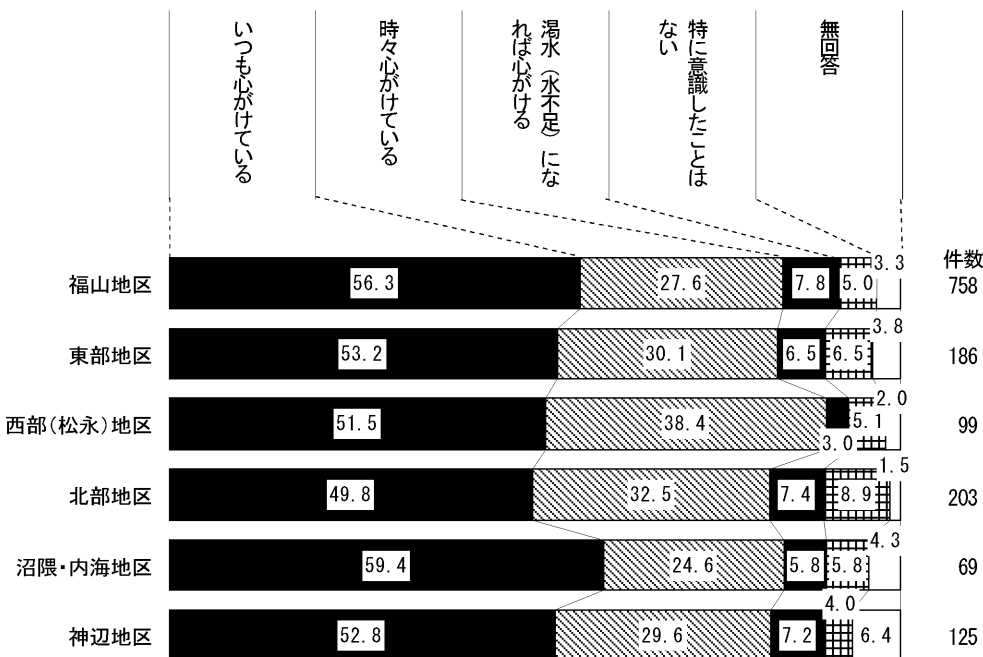 いつも心がけている
時々心がけている
渇水（水不足）にな
れば心がける
特に意識したことは
ない
無回答
件数
福山地区 56.3 27.6 7.8 5.0 3.3 758
東部地区 53.2 30.1 6.5 6.5 3.8 186
西部(松永)地区 51.5 38.4 3.0 5.1 2.0 99
北部地区 49.8 32.5 7.4 8.9 1.5 203
沼隈・内海地区 59.4 24.6 5.8 5.8 4.3 69
神辺地区 52.8 29.6 7.2 4.0 6.4 125